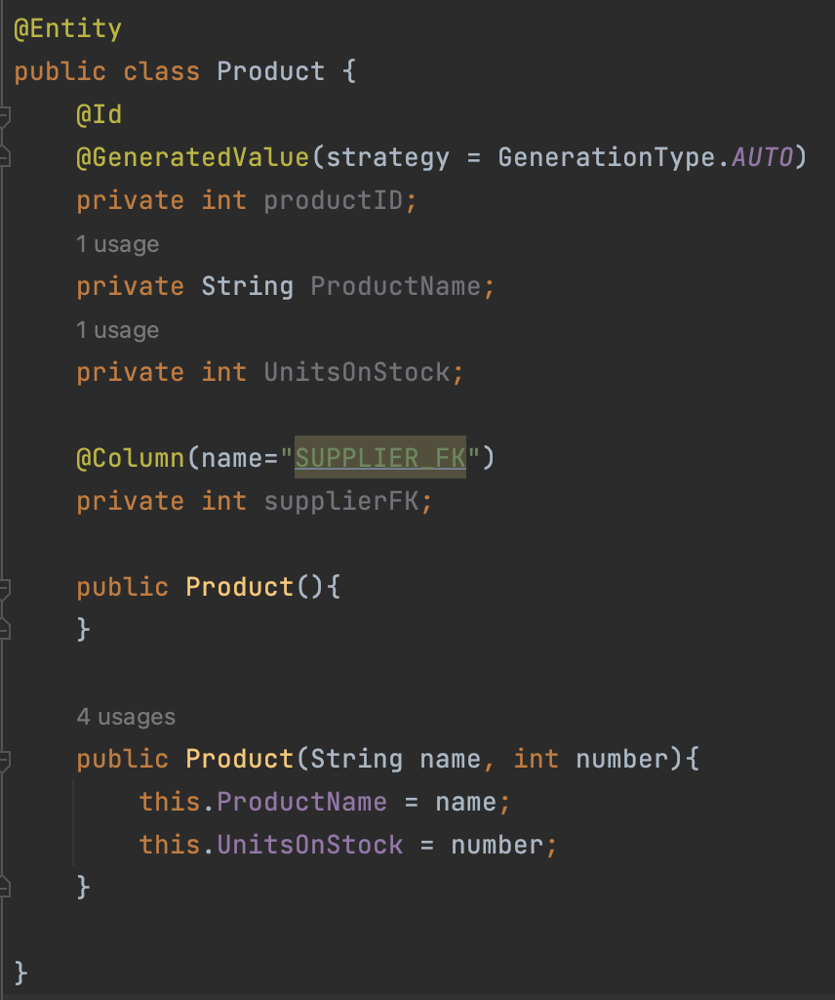 @Entity
public class Product {
@Id
@GeneratedValue(strategy = GenerationType.AUTO)
private int productID;
1 usage
private String ProductName;
1 usage
private int UnitsOnStock;
@Column(name="SUPPLIER_FK")
private int supplierFK;
public Product(){
}
4 usages
public Product(String name, int number){
this.ProductName = name;
this.UnitsOnStock = number;
}
}